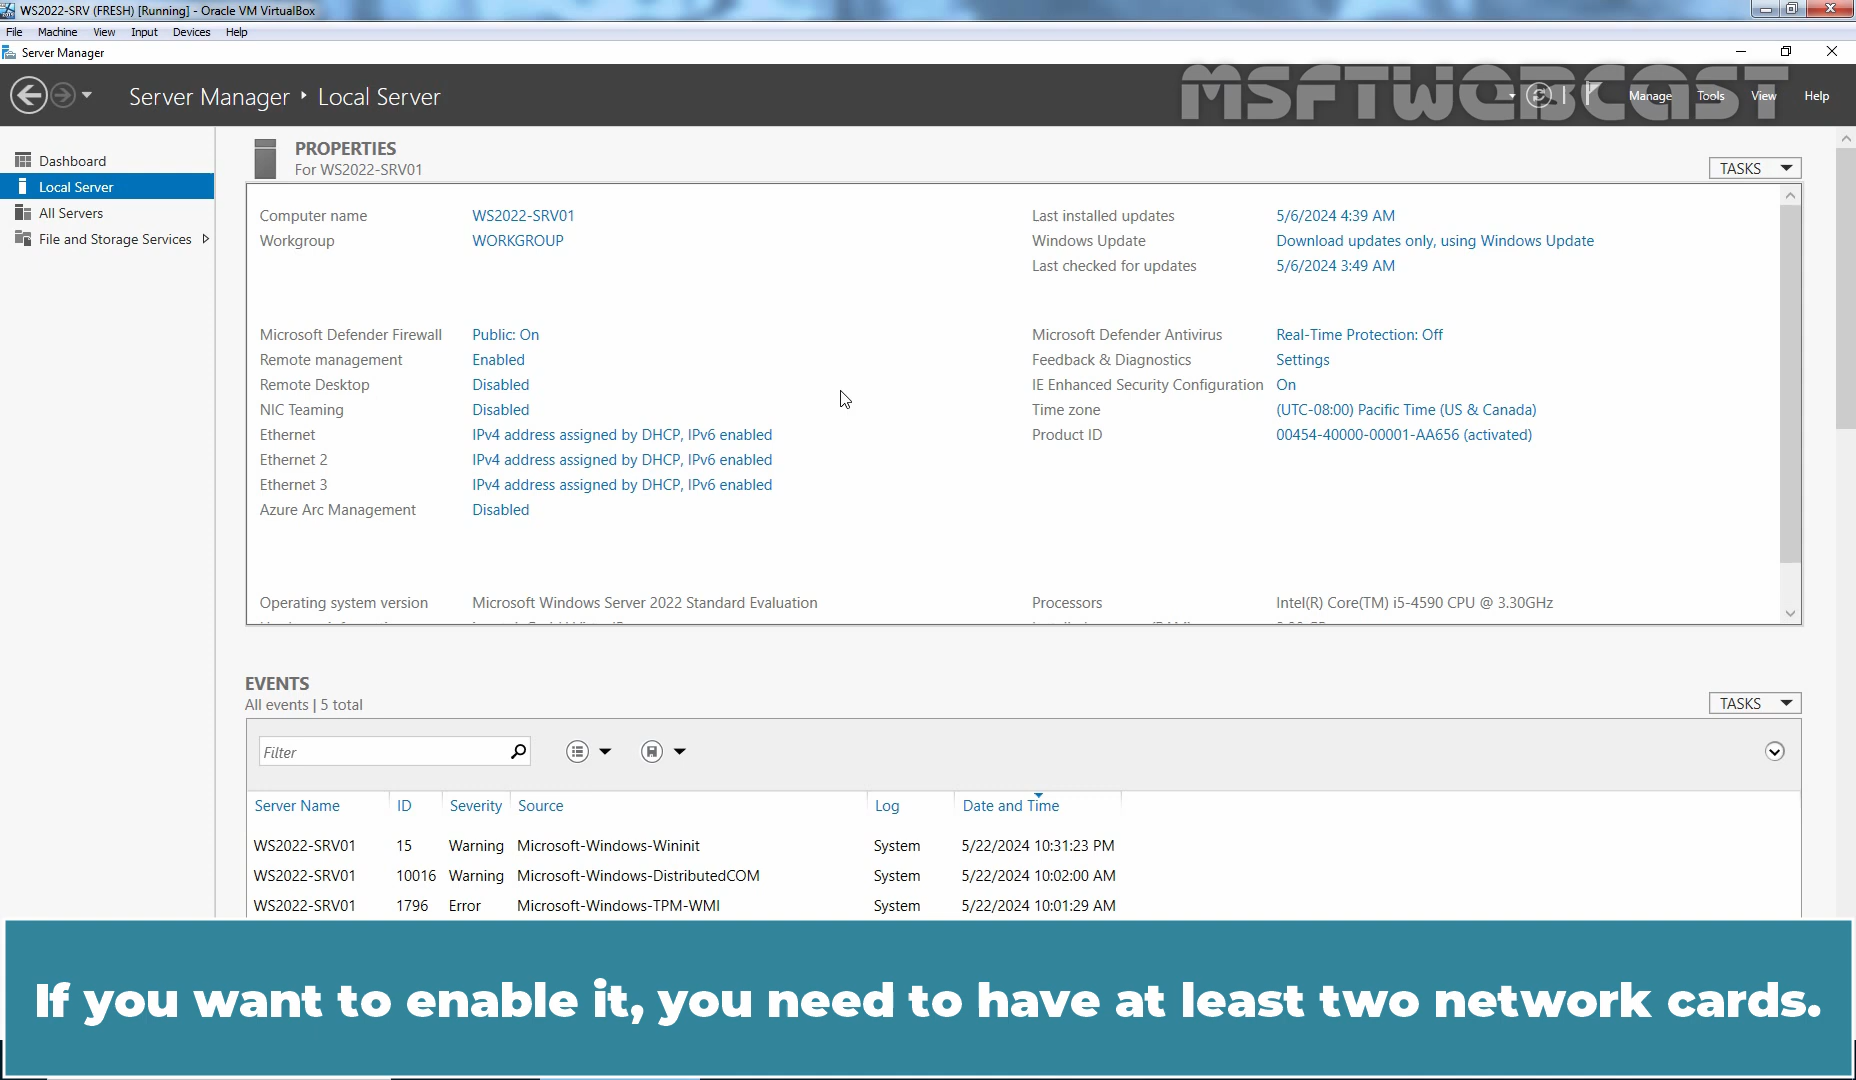 WS2022-SRV (FRESH) [Running] - Oracle VM VirtualBox
File Machine View Input Devices Help
Server Manager
Server Manager ‣ Local Server
MSFTWEBCAST
Manage Tools View Help
Dashboard
Local Server
All Servers
File and Storage Services
PROPERTIES
For WS2022-SRV01
TASKS
Computer name WS2022-SRV01 Last installed updates 5/6/2024 4:39 AM
Workgroup WORKGROUP Windows Update Download updates only, using Windows Update
Last checked for updates 5/6/2024 3:49 AM
Microsoft Defender Firewall Public: On Microsoft Defender Antivirus Real-Time Protection: Off
Remote management Enabled Feedback & Diagnostics Settings
Remote Desktop Disabled IE Enhanced Security Configuration On
NIC Teaming Disabled Time zone (UTC-08:00) Pacific Time (US & Canada)
Ethernet IPv4 address assigned by DHCP, IPv6 enabled Product ID 00454-40000-00001-AA656 (activated)
Ethernet 2 IPv4 address assigned by DHCP, IPv6 enabled
Ethernet 3 IPv4 address assigned by DHCP, IPv6 enabled
Azure Arc Management Disabled
Operating system version Microsoft Windows Server 2022 Standard Evaluation Processors Intel(R) Core(TM) i5-4590 CPU @ 3.30GHz
EVENTS
All events | 5 total
TASKS
Filter
Server Name ID Severity Source Log Date and Time
WS2022-SRV01 15 Warning Microsoft-Windows-Wininit System 5/22/2024 10:31:23 PM
WS2022-SRV01 10016 Warning Microsoft-Windows-DistributedCOM System 5/22/2024 10:02:00 AM
WS2022-SRV01 1796 Error Microsoft-Windows-TPM-WMI System 5/22/2024 10:01:29 AM
If you want to enable it, you need to have at least two network cards.